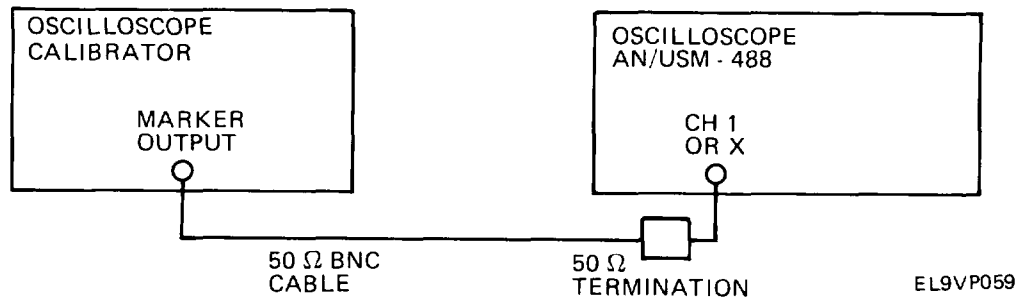 OSCILLOSCOPE
CALIBRATOR
MARKER
OUTPUT
OSCILLOSCOPE
AN/USM - 488
CH 1
OR X
50 Ω BNC
CABLE
50 Ω
TERMINATION
EL9VP059